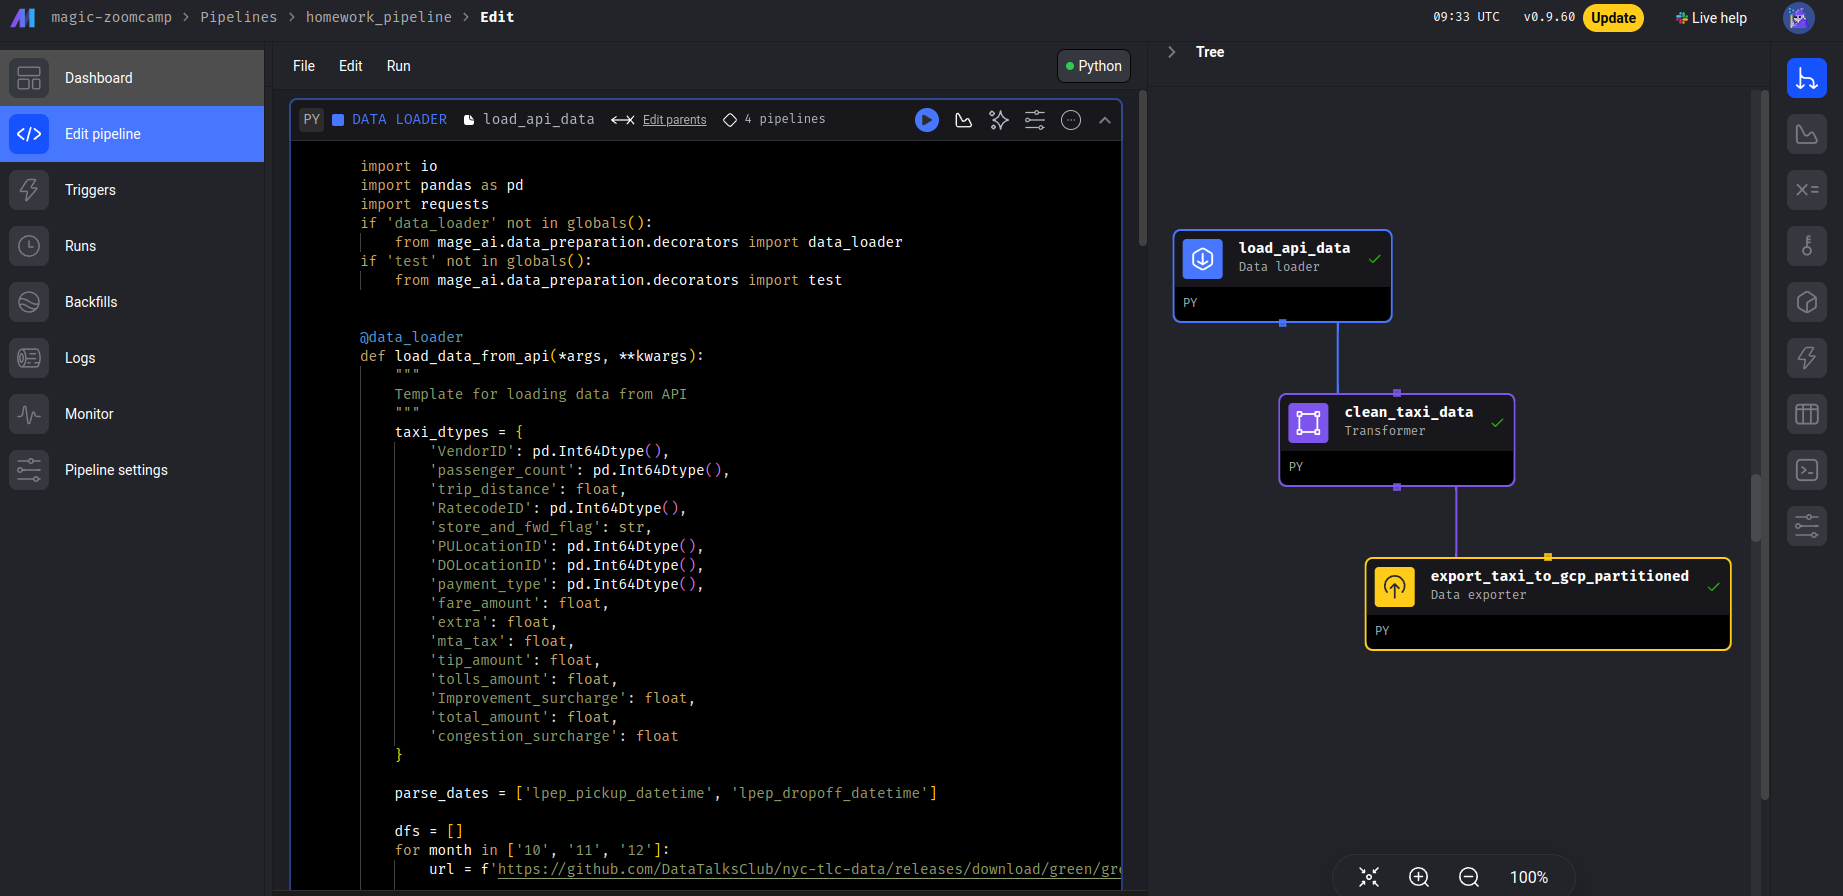 magic-zoomcamp > Pipelines > homework_pipeline > Edit
09:33 UTC v0.9.60 Update Live help
Dashboard
Edit pipeline
Triggers
Runs
Backfills
Logs
Monitor
Pipeline settings
File Edit Run Python
PY DATA LOADER load_api_data Edit parents 4 pipelines
import io
import pandas as pd
import requests
if 'data_loader' not in globals():
    from mage_ai.data_preparation.decorators import data_loader
if 'test' not in globals():
    from mage_ai.data_preparation.decorators import test
@data_loader
def load_data_from_api(*args, **kwargs):
    """
    Template for loading data from API
    """
    taxi_dtypes = {
        'VendorID': pd.Int64Dtype(),
        'passenger_count': pd.Int64Dtype(),
        'trip_distance': float,
        'RatecodeID': pd.Int64Dtype(),
        'store_and_fwd_flag': str,
        'PULocationID': pd.Int64Dtype(),
        'DOLocationID': pd.Int64Dtype(),
        'payment_type': pd.Int64Dtype(),
        'fare_amount': float,
        'extra': float,
        'mta_tax': float,
        'tip_amount': float,
        'tolls_amount': float,
        'Improvement_surcharge': float,
        'total_amount': float,
        'congestion_surcharge': float
    }
    parse_dates = ['lpep_pickup_datetime', 'lpep_dropoff_datetime']
    dfs = []
    for month in ['10', '11', '12']:
        url = f'https://github.com/DataTalksClub/nyc-tlc-data/releases/download/green/gr
Tree
load_api_data
Data loader
PY
clean_taxi_data
Transformer
PY
export_taxi_to_gcp_partitioned
Data exporter
PY
100%